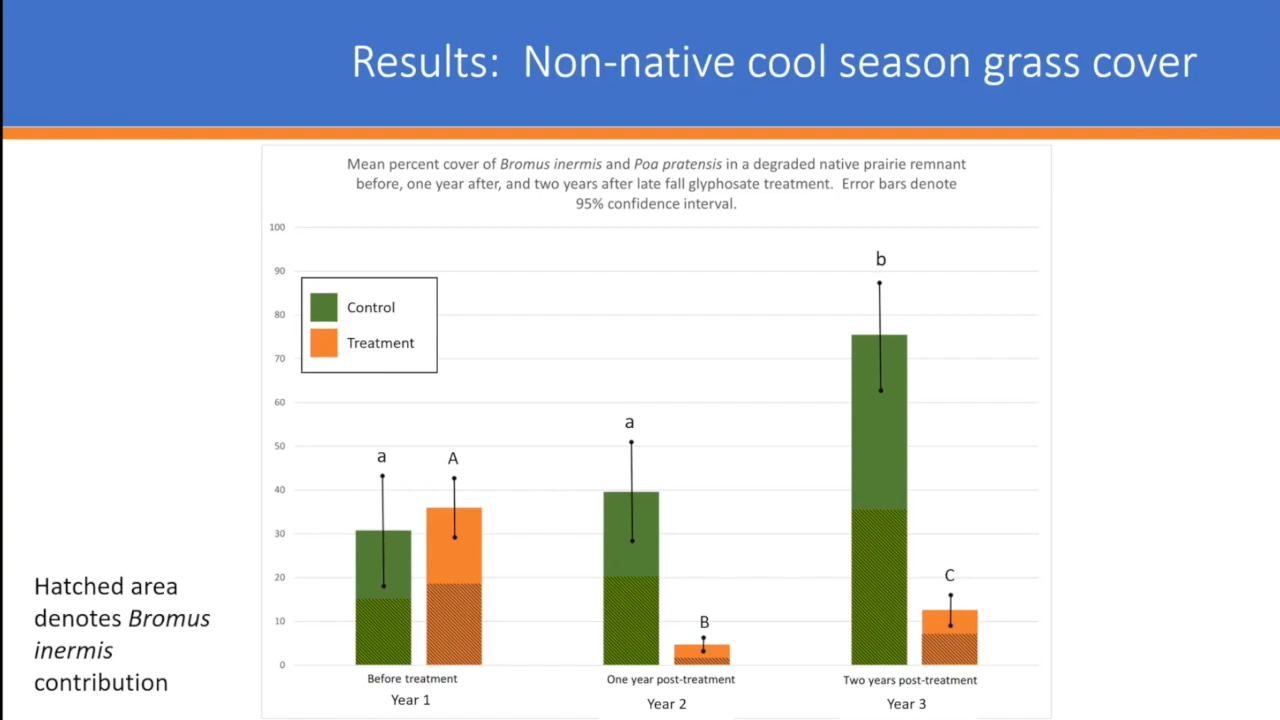 Results:  Non-native cool season grass cover
Mean percent cover of Bromus inermis and Poa pratensis in a degraded native prairie remnant
before, one year after, and two years after late fall glyphosate treatment.  Error bars denote
95% confidence interval.
100
90
80
70
60
50
40
30
20
10
0
Control
Treatment
a
A
a
B
b
C
Before treatment
One year post-treatment
Two years post-treatment
Year 1
Year 2
Year 3
Hatched area
denotes Bromus
inermis
contribution